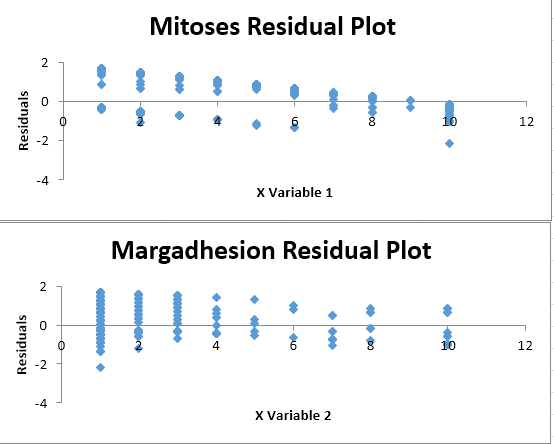 Mitoses Residual Plot
2
0
-2
-4
0 2 4 6 8 10 12
Residuals
X Variable 1
Margadhesion Residual Plot
2
0
-2
-4
0 2 4 6 8 10 12
Residuals
X Variable 2